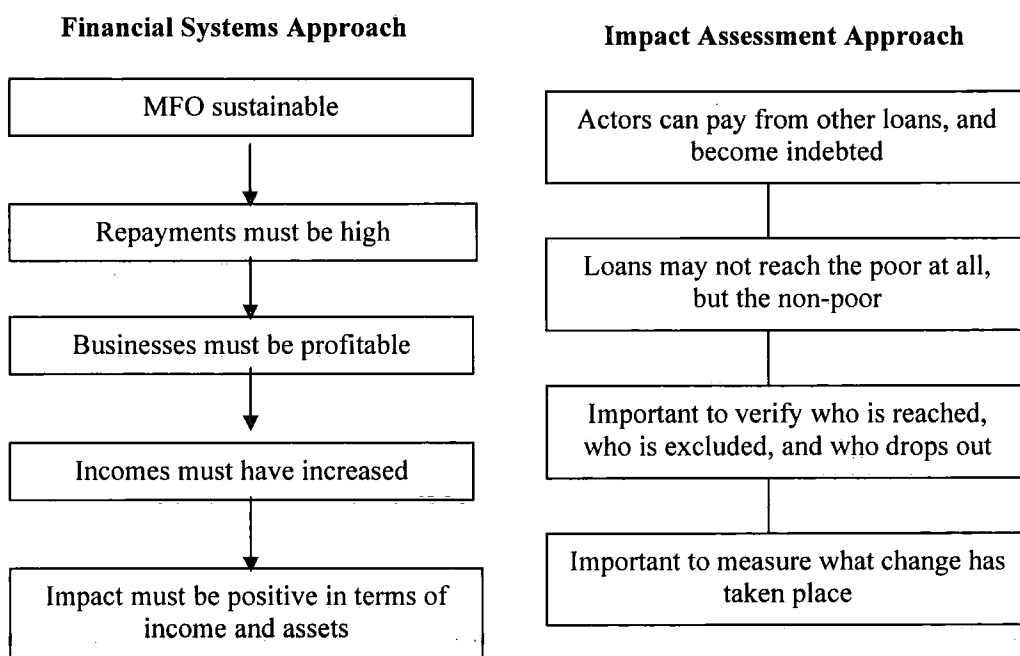 Financial Systems Approach
MFO sustainable
Repayments must be high
Businesses must be profitable
Incomes must have increased
Impact must be positive in terms of
income and assets
Impact Assessment Approach
Actors can pay from other loans, and
become indebted
Loans may not reach the poor at all,
but the non-poor
Important to verify who is reached,
who is excluded, and who drops out
Important to measure what change has
taken place